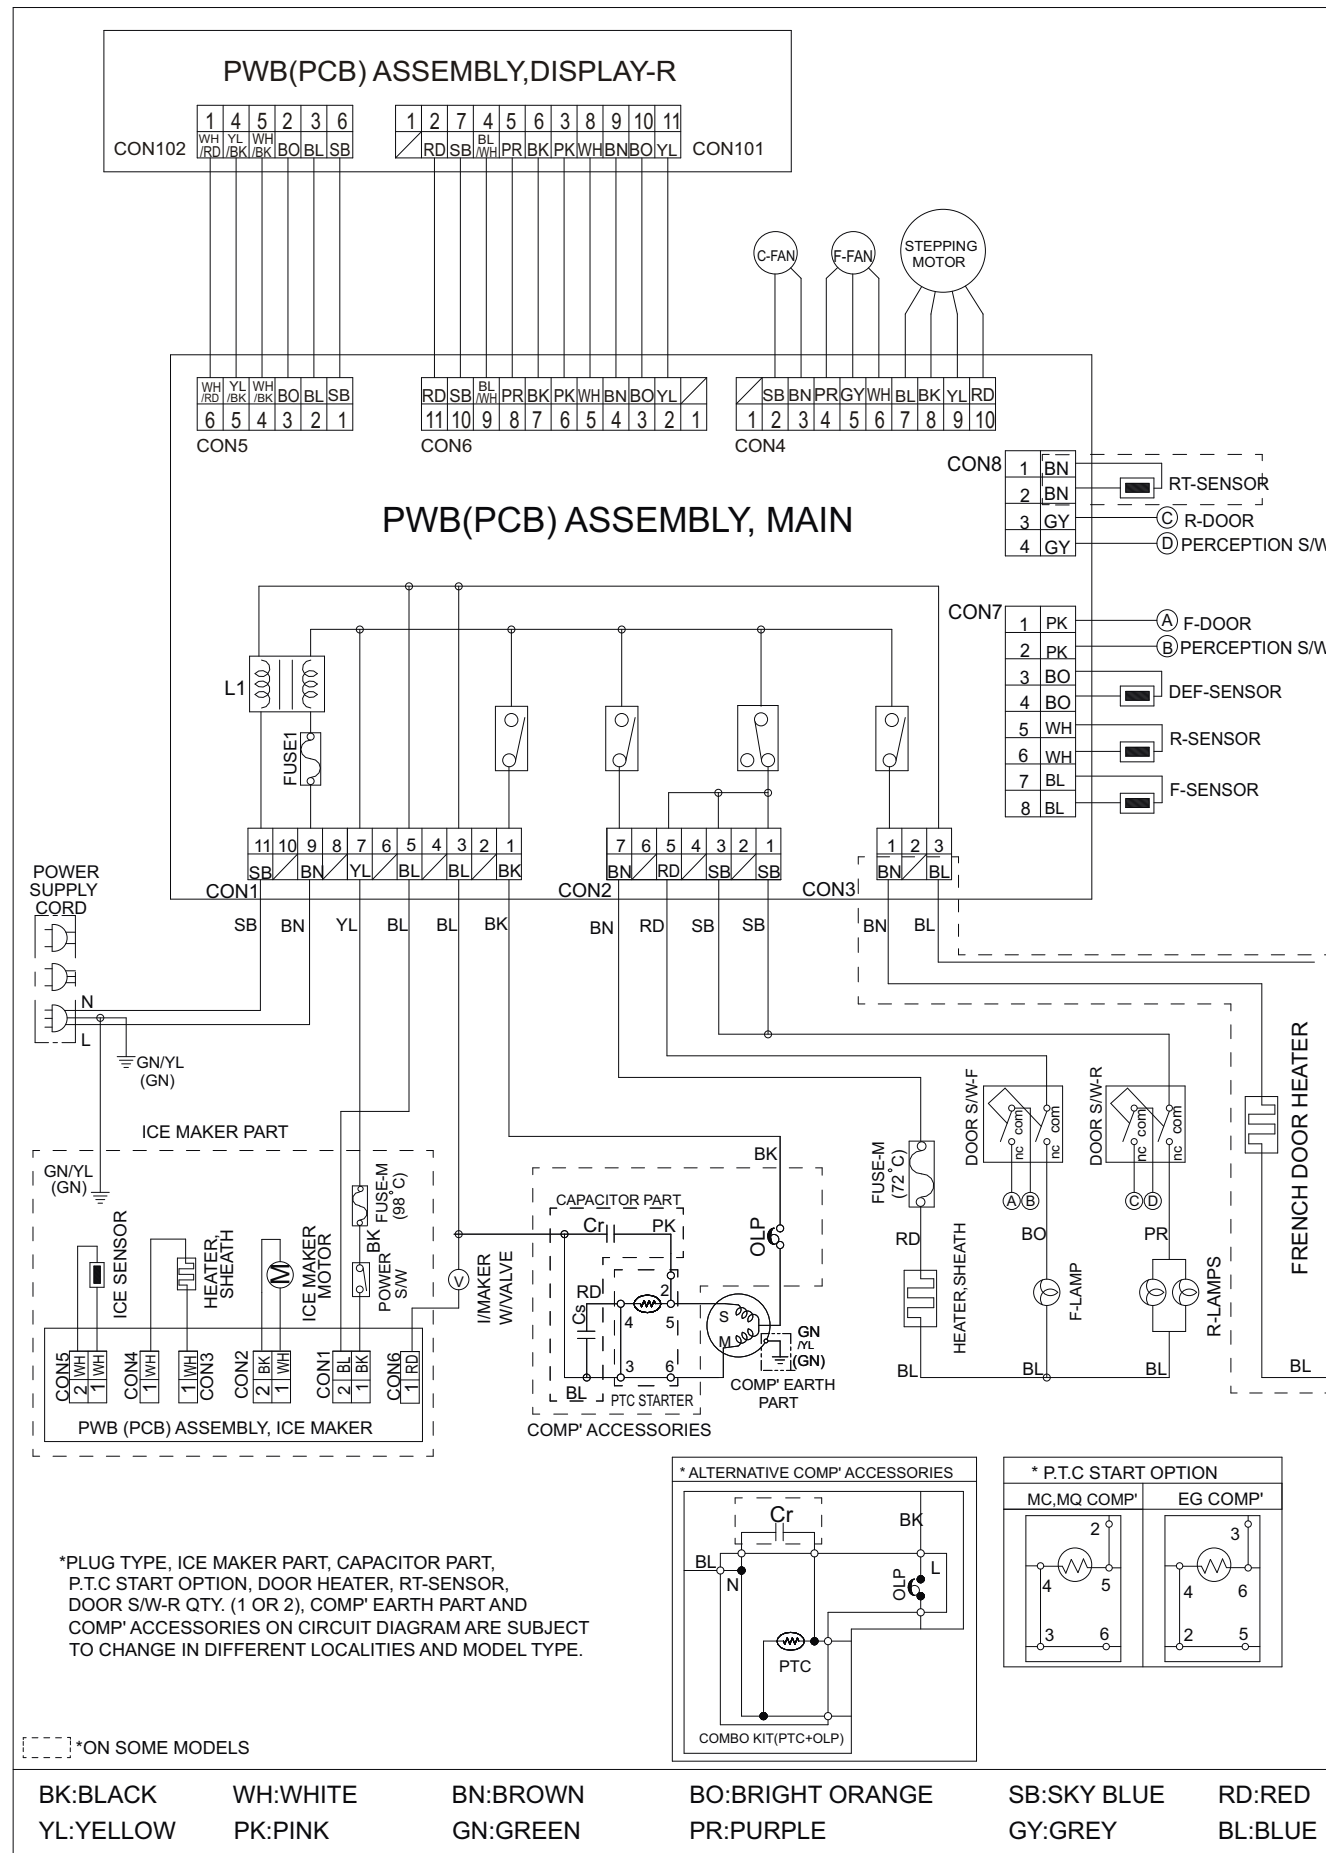 PWB(PCB) ASSEMBLY,DISPLAY-R
1 4 5 2 3 6
CON102 WH/RD YL/BK WH/BK BO BL SB
1 2 7 4 5 6 3 8 9 10 11
RD SB BL/WH PR BK PK WH BN BO YL CON101
C-FAN
F-FAN
STEPPING
MOTOR
WH/RD YL/BK WH/BK BO BL SB
6 5 4 3 2 1
CON5
RD SB BL/WH PR BK PK WH BN BO YL
11 10 9 8 7 6 5 4 3 2 1
CON6
SB BN PR GY WH BL BK YL RD
1 2 3 4 5 6 7 8 9 10
CON4
CON8
1 BN
2 BN
RT-SENSOR
3 GY C R-DOOR
4 GY D PERCEPTION S/W
PWB(PCB) ASSEMBLY, MAIN
CON7
1 PK A F-DOOR
2 PK B PERCEPTION S/W
3 BO
4 BO
DEF-SENSOR
5 WH
6 WH
R-SENSOR
7 BL
8 BL
F-SENSOR
L1
FUSE1
11 10 9 8 7 6 5 4 3 2 1
SB BN YL BL BL BK
CON1
7 6 5 4 3 2 1
BN RD SB SB
CON2
1 2 3
BN BL
CON3
SB BN YL BL BL BK BN RD SB SB BN BL
POWER
SUPPLY
CORD
N
L
GN/YL
(GN)
ICE MAKER PART
GN/YL
(GN)
ICE SENSOR
HEATER,
SHEATH
ICE MAKER
MOTOR
M
FUSE-M
(98˚C)
BK
POWER
S/W
V
I/MAKER
W/VALVE
CON5 2 WH 1 WH
CON4 1 WH
1 WH CON3
CON2 2 BK 1 WH
CON1 2 BL 1 BK
CON6 1 RD
PWB (PCB) ASSEMBLY, ICE MAKER
CAPACITOR PART
Cr PK
BK
OLP
RD
Cs
2
4 5
3 6
BL
PTC STARTER
S
M
GN
/YL
(GN)
COMP' EARTH
PART
COMP' ACCESSORIES
FUSE-M
(72˚C)
RD
HEATER,SHEATH
BL
DOOR S/W-F
nc com nc com
A B
BO
F-LAMP
BL
DOOR S/W-R
nc com nc com
C D
PR
R-LAMPS
BL
FRENCH DOOR HEATER
BL
* ALTERNATIVE COMP' ACCESSORIES
Cr
BK
BL
N
L
OLP
PTC
COMBO KIT(PTC+OLP)
* P.T.C START OPTION
MC,MQ COMP' EG COMP'
2
4 5
3 6
3
4 6
2 5
*PLUG TYPE, ICE MAKER PART, CAPACITOR PART,
P.T.C START OPTION, DOOR HEATER, RT-SENSOR,
DOOR S/W-R QTY. (1 OR 2), COMP' EARTH PART AND
COMP' ACCESSORIES ON CIRCUIT DIAGRAM ARE SUBJECT
TO CHANGE IN DIFFERENT LOCALITIES AND MODEL TYPE.
*ON SOME MODELS
BK:BLACK WH:WHITE BN:BROWN BO:BRIGHT ORANGE SB:SKY BLUE RD:RED
YL:YELLOW PK:PINK GN:GREEN PR:PURPLE GY:GREY BL:BLUE